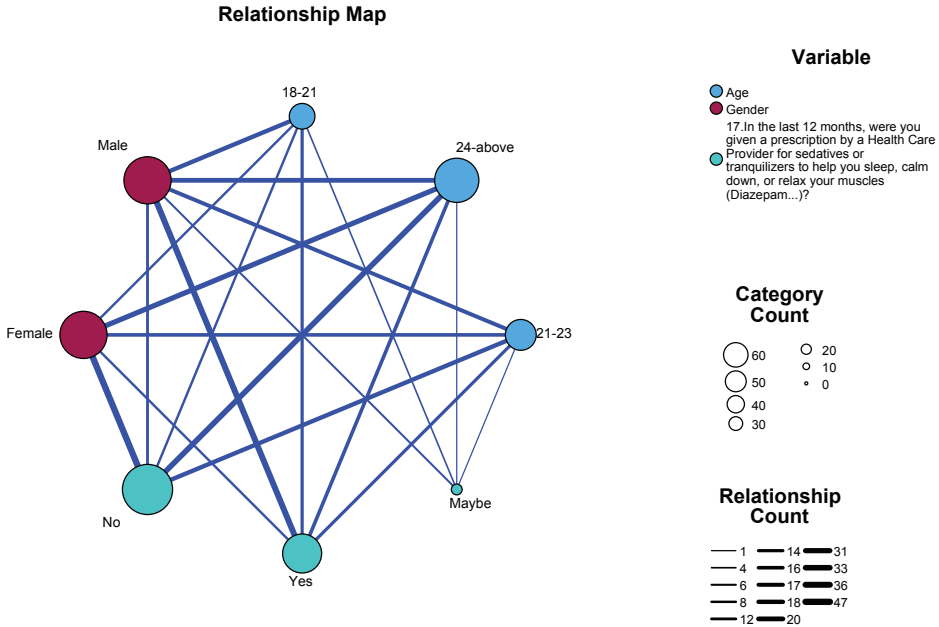 Relationship Map
18-21
Male
24-above
Female
21-23
No
Maybe
Yes
Variable
Age
Gender
17.In the last 12 months, were you
given a prescription by a Health Care
Provider for sedatives or
tranquilizers to help you sleep, calm
down, or relax your muscles
(Diazepam...)?
Category
Count
60
50
40
30
20
10
0
Relationship
Count
1
4
6
8
12
14
16
17
18
20
31
33
36
47